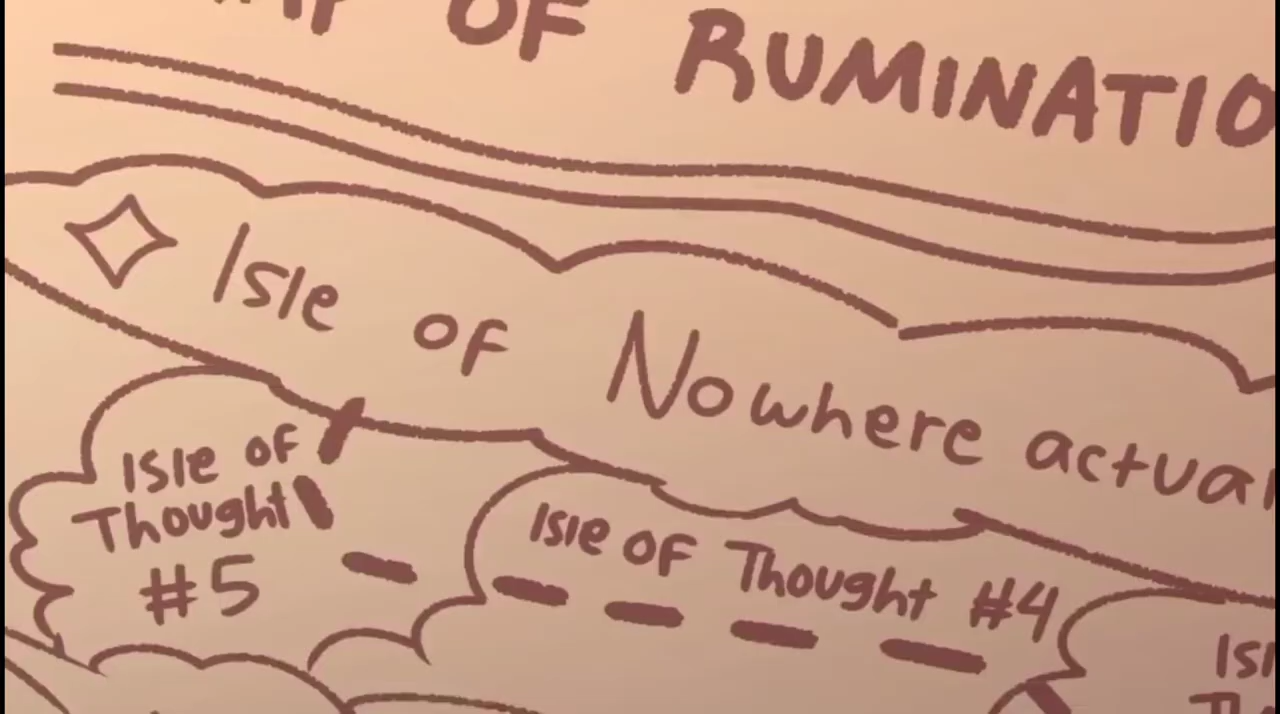 OF RUMINATIO
Isle of Nowhere actua
Isle of
Thought
#5
Isle OF Thought #4